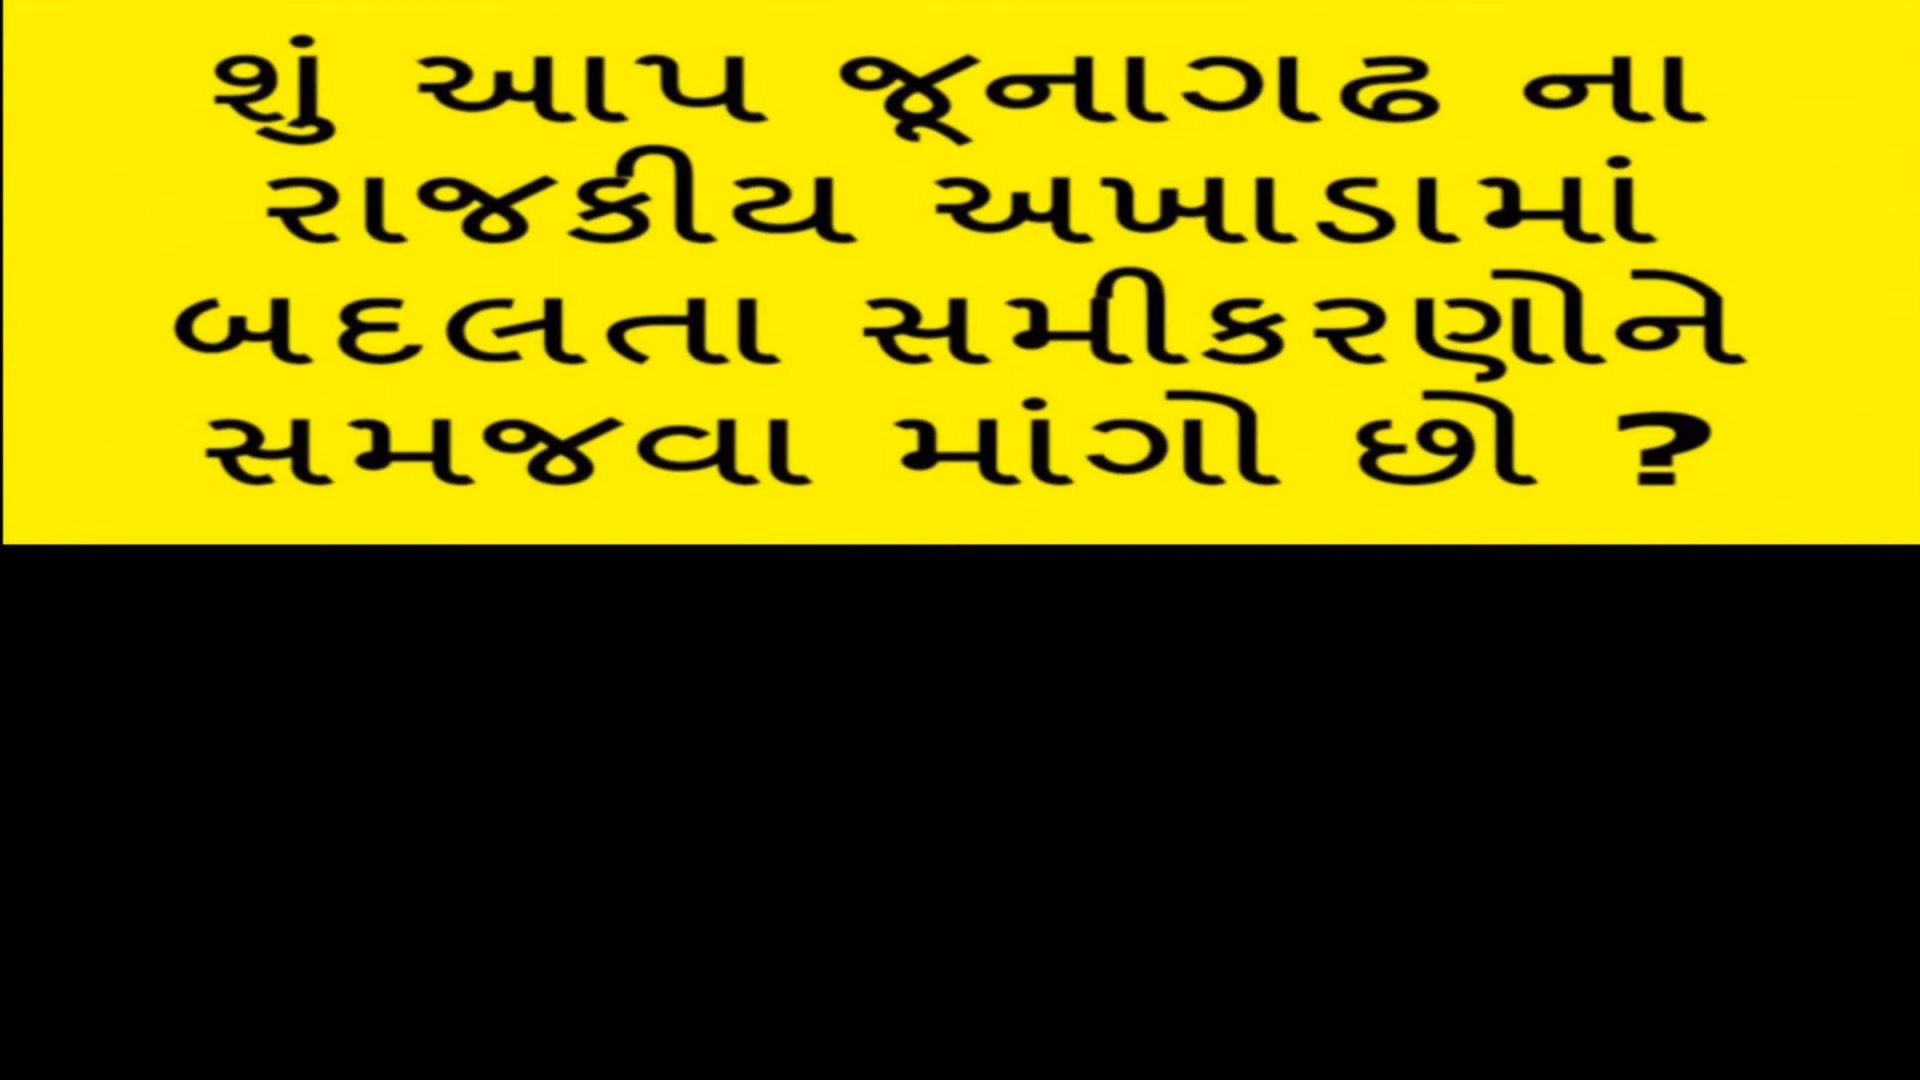 શું આપ જૂનાગઢ ના
રાજકીય અખાડામાં
બદલતા સમીકરણોને
સમજવા માંગો છો ?